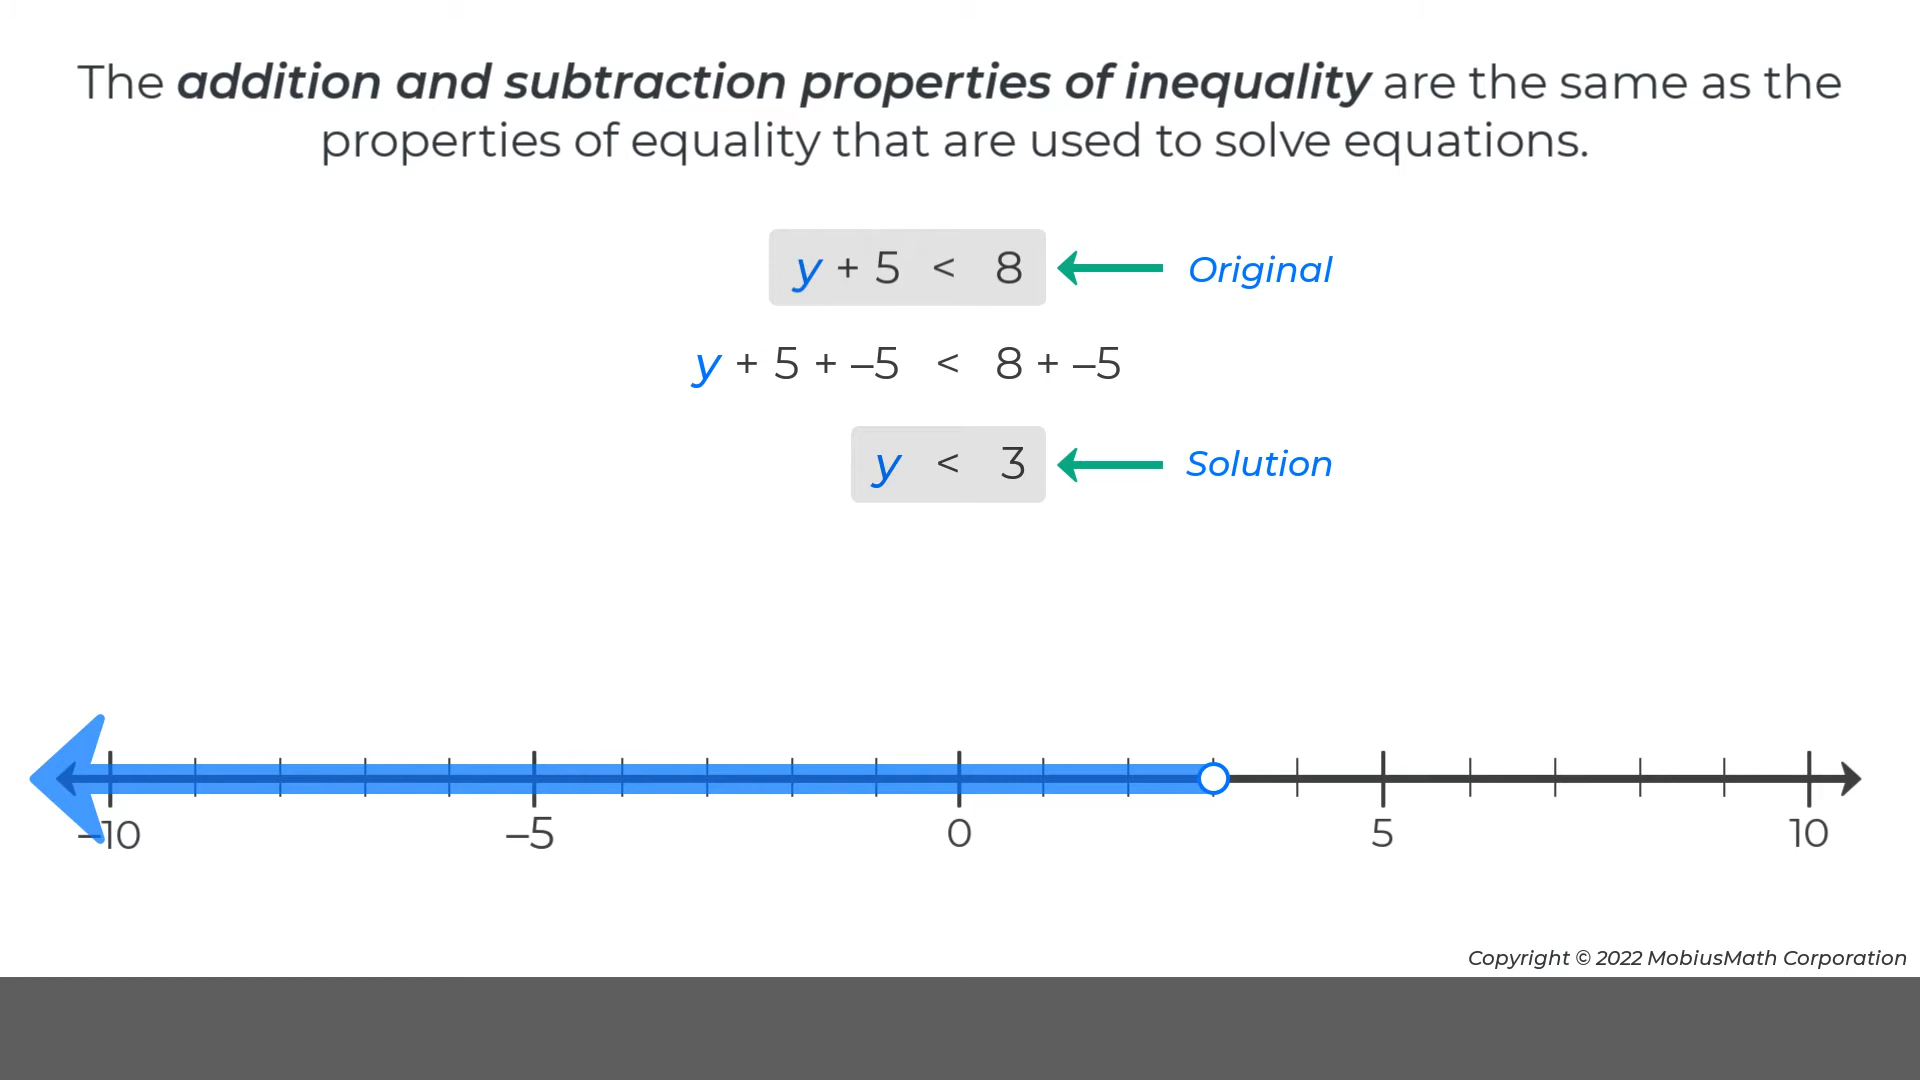 The addition and subtraction properties of inequality are the same as the
properties of equality that are used to solve equations.
y + 5 < 8 Original
y + 5 + –5 < 8 + –5
y < 3 Solution
–10 –5 0 5 10
Copyright © 2022 MobiusMath Corporation